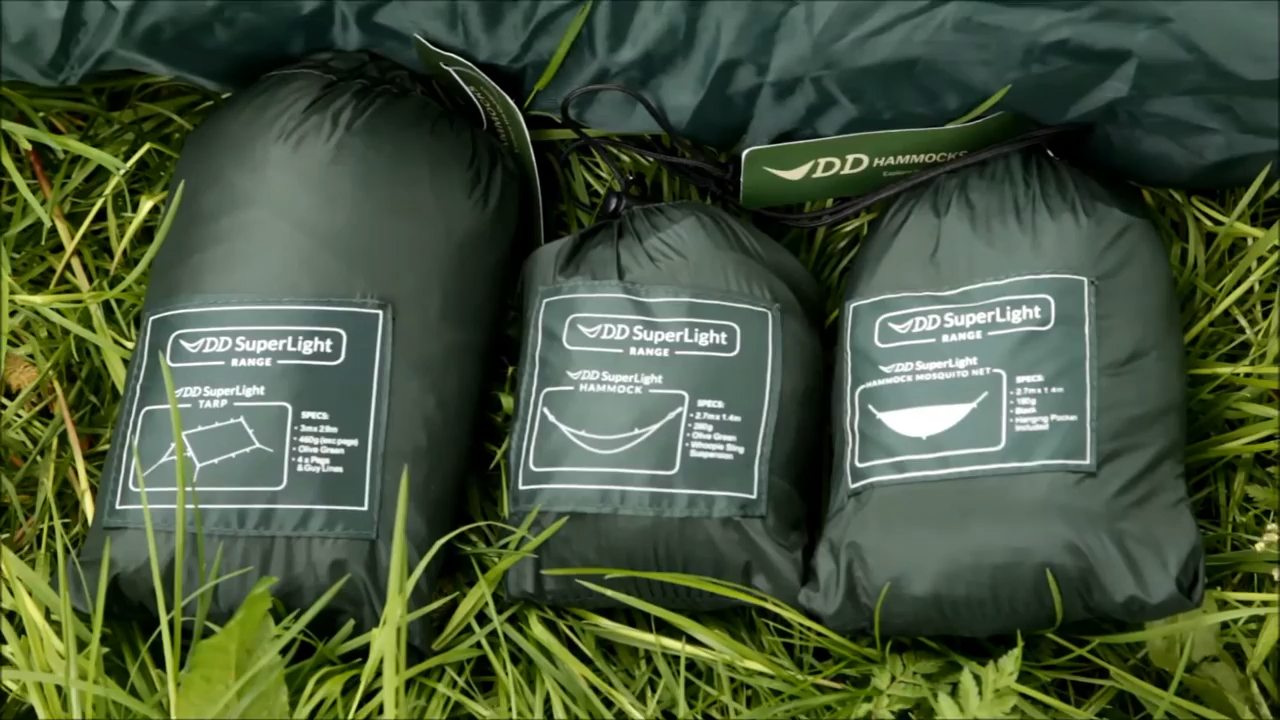 HAMMOCKS
DD HAMMOCKS
DD SuperLight
RANGE
DD SuperLight
TARP
SPECS:
• 3m x 2.9m
• 460g (exc pegs)
• Olive Green
• 4 x Pegs
& Guy Lines
DD SuperLight
RANGE
DD SuperLight
HAMMOCK
SPECS:
• 2.7m x 1.4m
• Olive Green
• Whoopie Sling
Suspension
DD SuperLight
RANGE
DD SuperLight
HAMMOCK MOSQUITO NET
SPECS:
• 2.7m x 1.4m
• 180g
• Black
• Hanging Pocket
Included